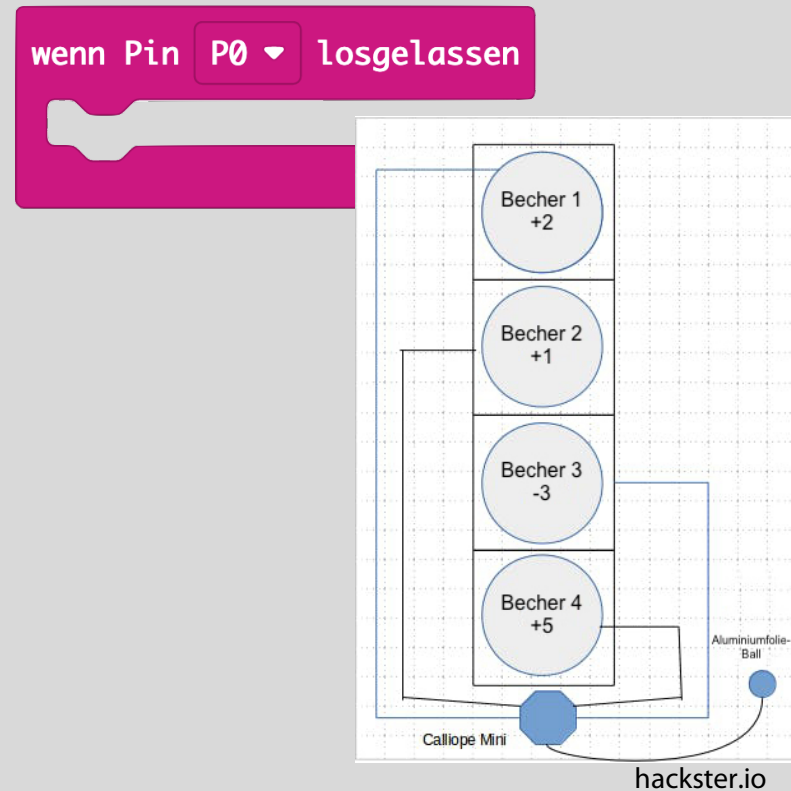 wenn Pin P0 losgelassen
Becher 1
+2
Becher 2
+1
Becher 3
-3
Becher 4
+5
Aluminiumfolie-
Ball
Calliope Mini
hackster.io